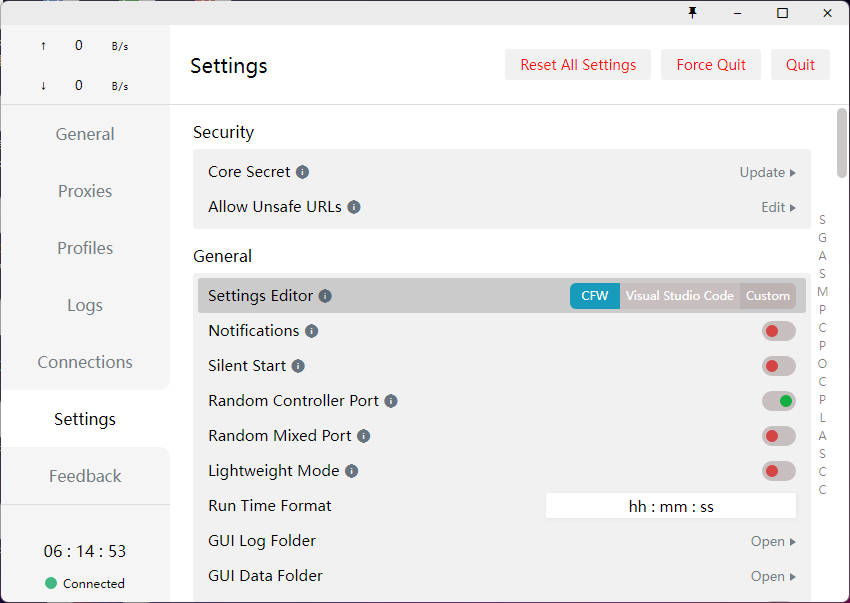 ↑ 0 B/s
↓ 0 B/s
General
Proxies
Profiles
Logs
Connections
Settings
Feedback
06 : 14 : 53
Connected
Settings
Reset All Settings
Force Quit
Quit
Security
Core Secret
Update
Allow Unsafe URLs
Edit
General
Settings Editor
CFW Visual Studio Code Custom
Notifications
Silent Start
Random Controller Port
Random Mixed Port
Lightweight Mode
Run Time Format
hh : mm : ss
GUI Log Folder
Open
GUI Data Folder
Open
S
G
A
S
M
P
C
P
O
C
P
L
A
S
C
C